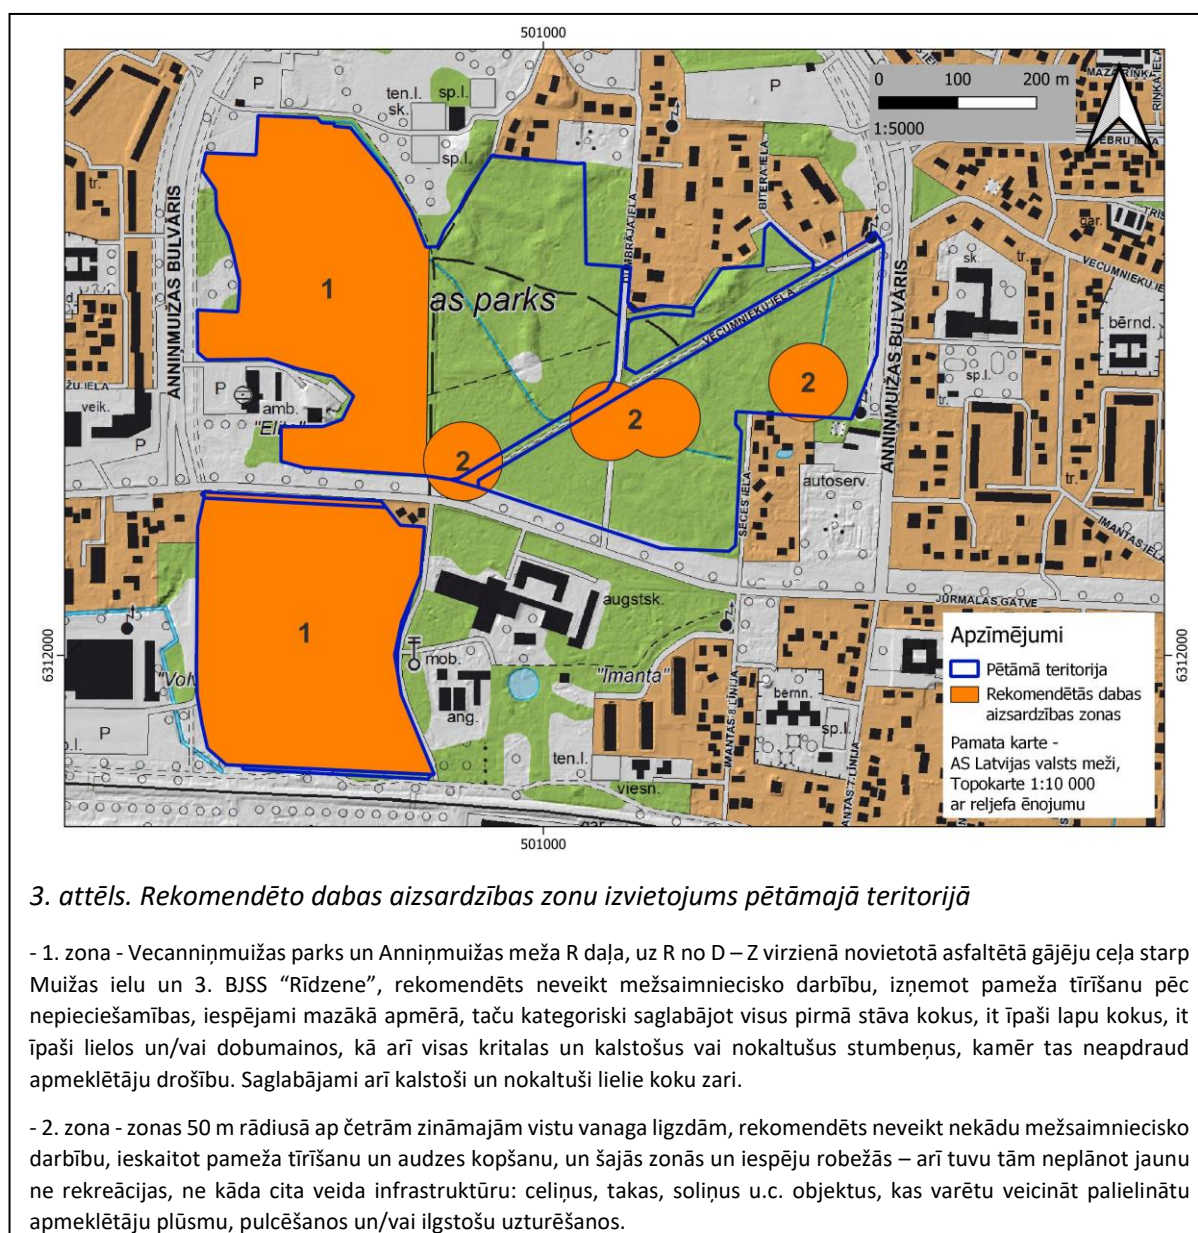 501000
0 100 200 m
1:5000
MAZĀ RIŅĶA
RIŅĶA IELA
EBRU IELA
P
P
ten.l. sp.l.
sk.
sp.l.
tr.
ANNIŅMUIŽAS BULVĀRIS
BITERA IELA
ANNIŅMUIŽAS BULVĀRIS
gar.
VECUMNIEKU IELA
sk.
tr.
bērnd.
1
as parks
VECUMNIEKU IELA
sp.l.
tr.
veik.
P
P
amb.
"Elite"
2
2
2
SECES IELA
autoserv.
tr.
IMANTAS IELA
JŪRMALAS GATVE
1
augstsk.
mob.
"Imanta"
ang.
IMANTAS 8.LĪNIJA
bērnn.
sp.l.
ten.l.
viesn.
P
gar.
6312000
6312000
Apzīmējumi
Pētāmā teritorija
Rekomendētās dabas
aizsardzības zonas
Pamata karte -
AS Latvijas valsts meži,
Topokarte 1:10 000
ar reljefa ēnojumu
501000
3. attēls. Rekomendēto dabas aizsardzības zonu izvietojums pētāmajā teritorijā
- 1. zona - Vecanniņmuižas parks un Anniņmuižas meža R daļa, uz R no D – Z virzienā novietotā asfaltētā gājēju ceļa starp
Muižas ielu un 3. BJSS “Rīdzene”, rekomendēts neveikt mežsaimniecisko darbību, izņemot pameža tīrīšanu pēc
nepieciešamības, iespējami mazākā apmērā, taču kategoriski saglabājot visus pirmā stāva kokus, it īpaši lapu kokus, it
īpaši lielos un/vai dobumainos, kā arī visas kritalas un kalstošus vai nokaltušus stumbeņus, kamēr tas neapdraud
apmeklētāju drošību. Saglabājami arī kalstoši un nokaltuši lielie koku zari.
- 2. zona - zonas 50 m rādiusā ap četrām zināmajām vistu vanaga ligzdām, rekomendēts neveikt nekādu mežsaimniecisko
darbību, ieskaitot pameža tīrīšanu un audzes kopšanu, un šajās zonās un iespēju robežās – arī tuvu tām neplānot jaunu
ne rekreācijas, ne kāda cita veida infrastruktūru: celiņus, takas, soliņus u.c. objektus, kas varētu veicināt palielinātu
apmeklētāju plūsmu, pulcēšanos un/vai ilgstošu uzturēšanos.